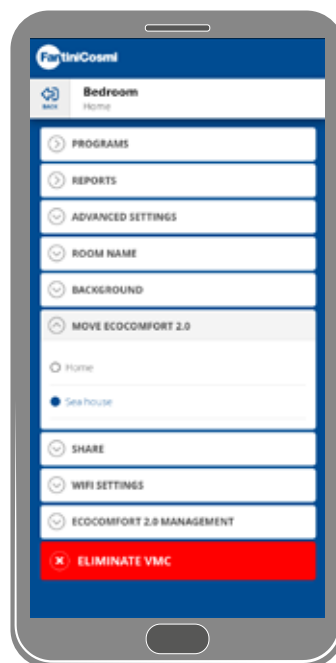 FantiniCosmi
Bedroom
BACK
Home
PROGRAMS
REPORTS
ADVANCED SETTINGS
ROOM NAME
BACKGROUND
MOVE ECOCOMFORT 2.0
Home
Sea house
SHARE
WIFI SETTINGS
ECOCOMFORT 2.0 MANAGEMENT
ELIMINATE VMC